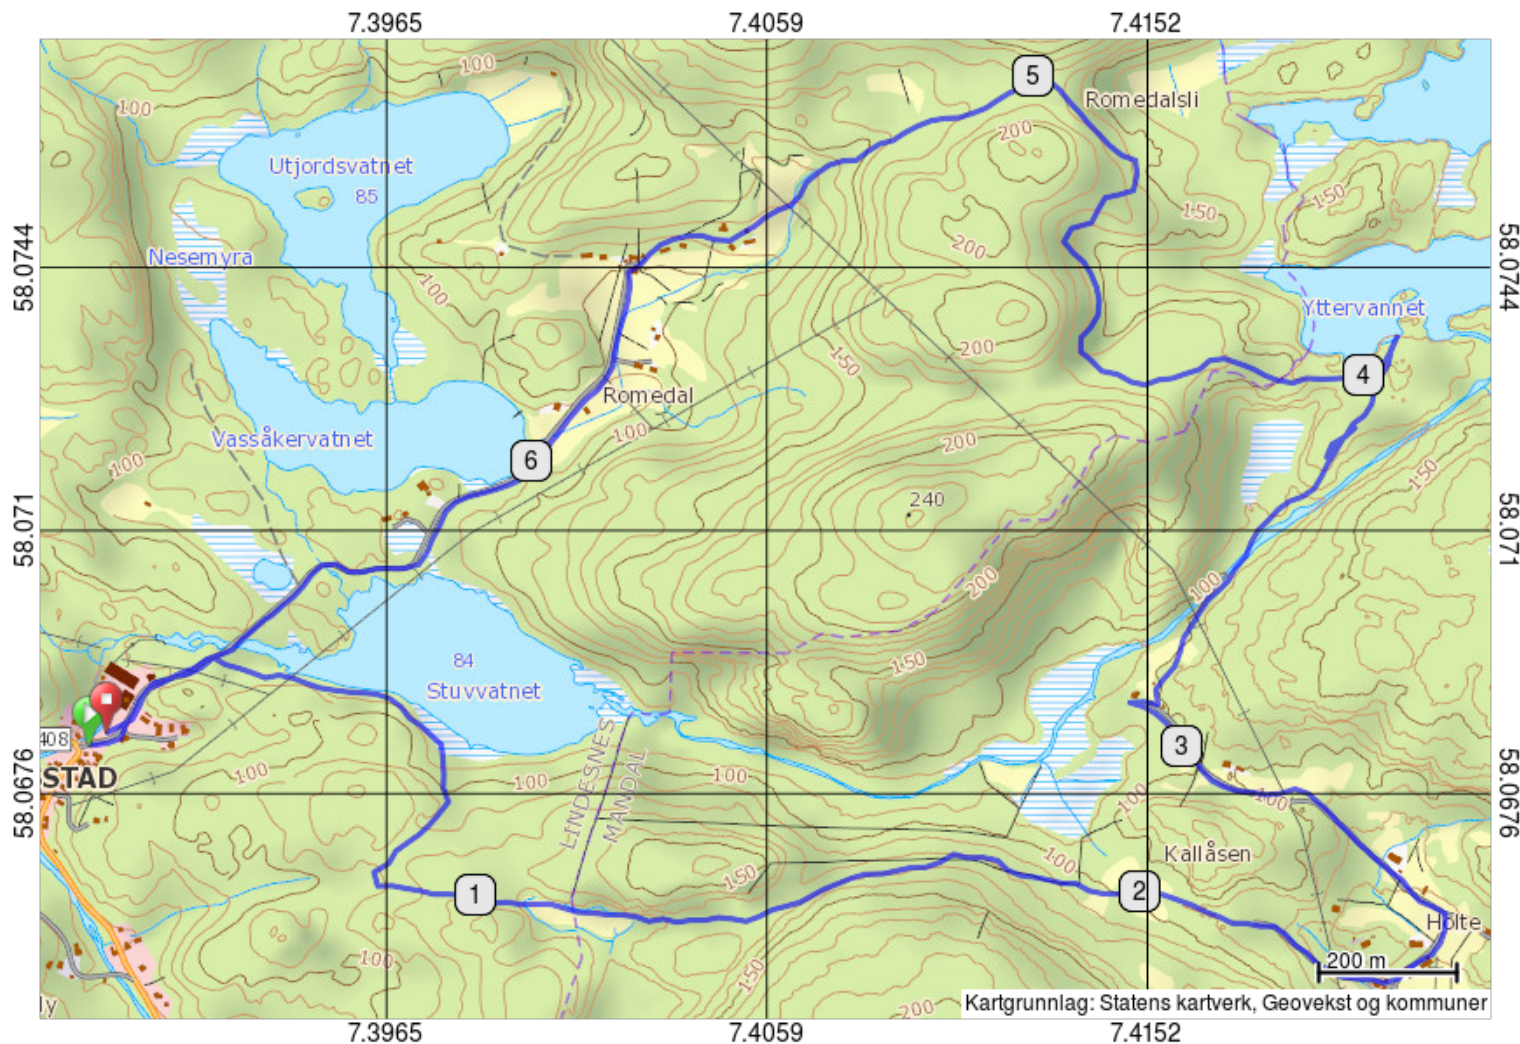 7.3965 7.4059 7.4152
5
100
Romedalsli
100
200
Utjordsvatnet
85
150
150
58.0744
200
58.0744
Nesemyra
100
Yttervannet
200
150
4
Romedal
100
200
Vassåkervatnet
6
100
150
240
58.071
58.071
200
100
84
150
Stuvvatnet
408
LINDESNES
MANDAL
3
STAD
100
100
100
100
100
58.0676
58.0676
Kallåsen
100
150
1
2
Holte
100
150
200 m
ly
200
Kartgrunnlag: Statens kartverk, Geovekst og kommuner
7.3965 7.4059 7.4152